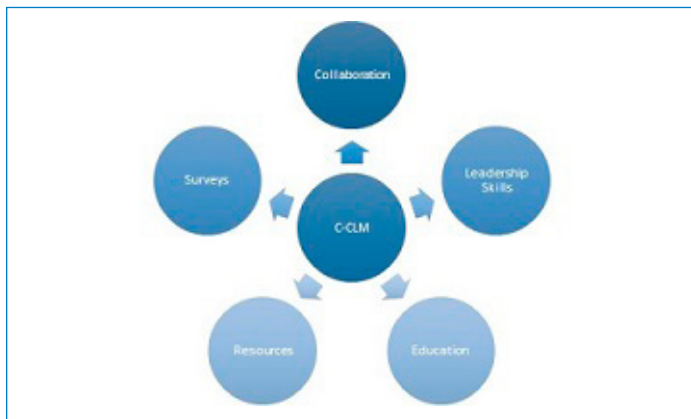 Collaboration
Surveys
Leadership
Skills
C-CLM
Resources
Education